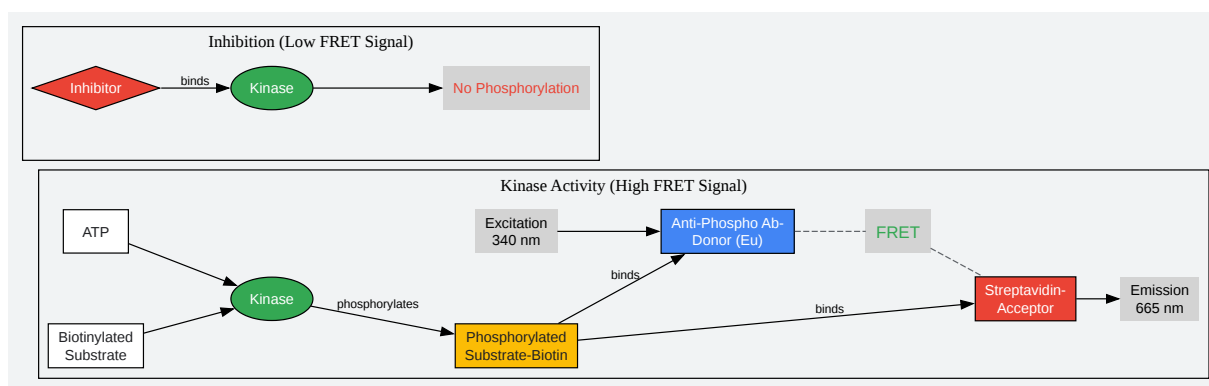 Inhibition (Low FRET Signal)
Inhibitor
binds
Kinase
No Phosphorylation
Kinase Activity (High FRET Signal)
ATP
Biotinylated
Substrate
Kinase
phosphorylates
Phosphorylated
Substrate-Biotin
Excitation
340 nm
binds
Anti-Phospho Ab-
Donor (Eu)
FRET
binds
Streptavidin-
Acceptor
Emission
665 nm